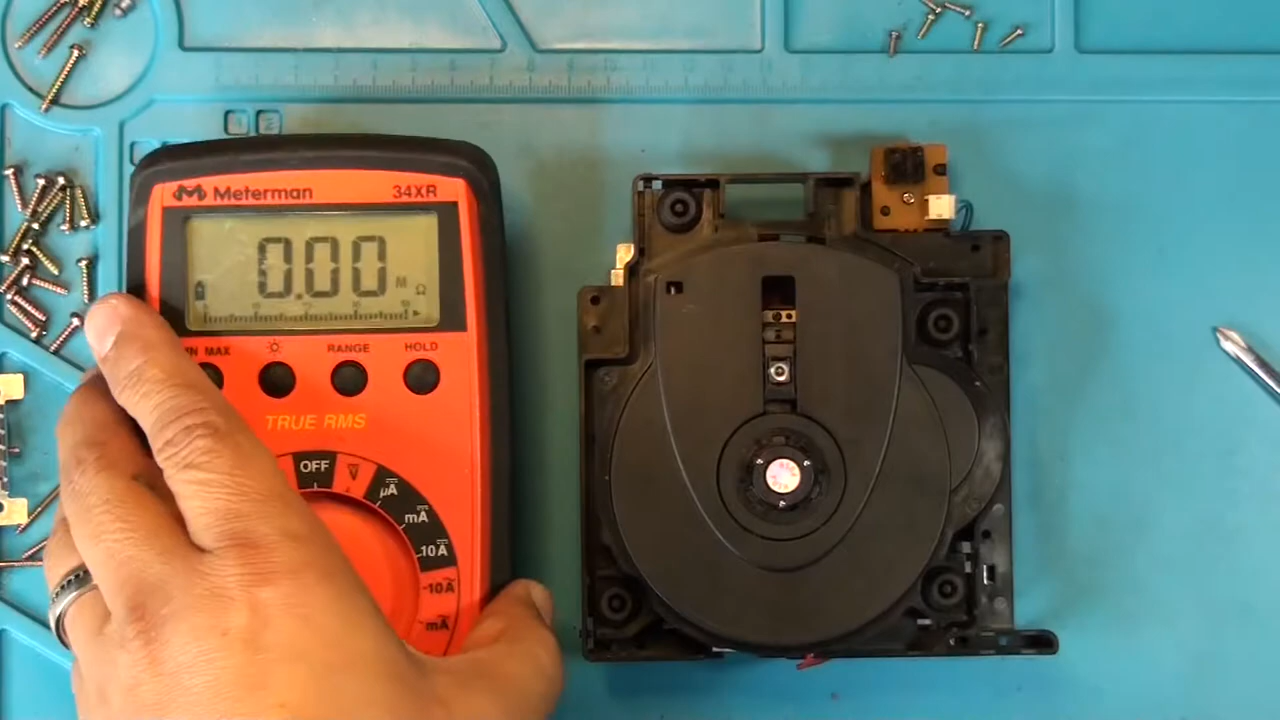 Meterman 34XR
0.00 M Ω
MAX RANGE HOLD
TRUE RMS
OFF V
μA
mA
10A
10A
mA